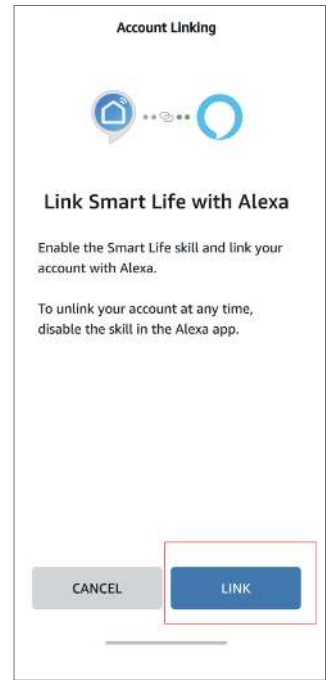 Account Linking
Link Smart Life with Alexa
Enable the Smart Life skill and link your
account with Alexa.
To unlink your account at any time,
disable the skill in the Alexa app.
CANCEL
LINK